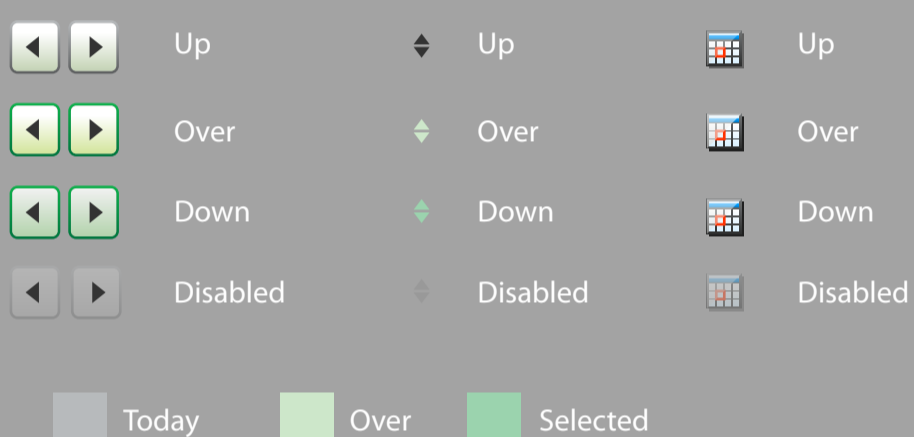 Up Up Up
Over Over Over
Down Down Down
Disabled Disabled Disabled
Today Over Selected